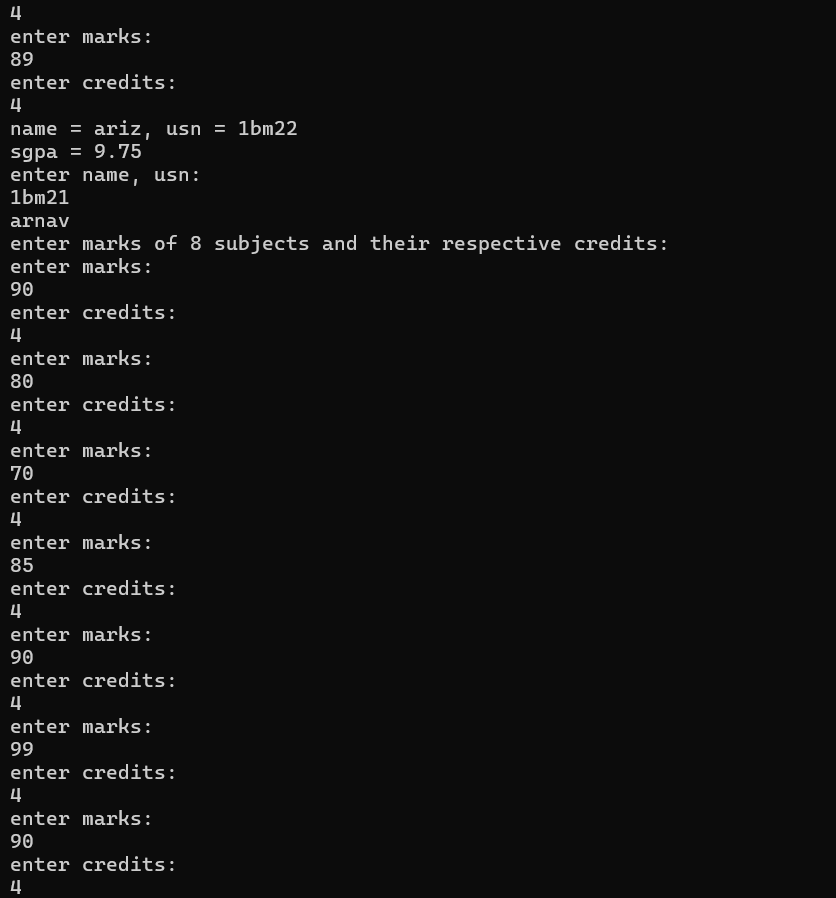 4
enter marks:
89
enter credits:
4
name = ariz, usn = 1bm22
sgpa = 9.75
enter name, usn:
1bm21
arnav
enter marks of 8 subjects and their respective credits:
enter marks:
90
enter credits:
4
enter marks:
80
enter credits:
4
enter marks:
70
enter credits:
4
enter marks:
85
enter credits:
4
enter marks:
90
enter credits:
4
enter marks:
99
enter credits:
4
enter marks:
90
enter credits:
4